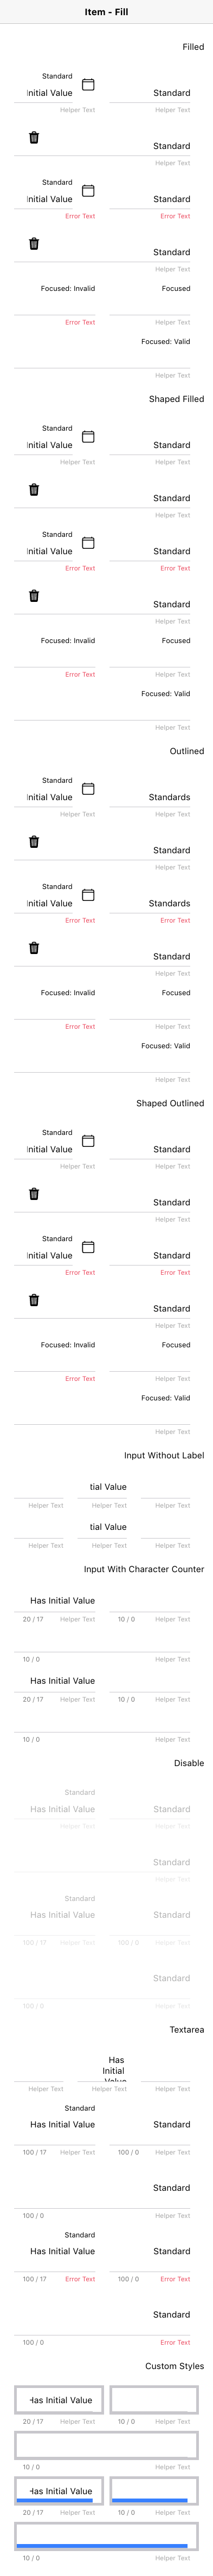 Item - Fill
Filled
Standard
Initial Value Standard
Helper Text Helper Text
Standard
Helper Text
Standard
Initial Value Standard
Error Text Error Text
Standard
Helper Text
Focused: Invalid Focused
Error Text Helper Text
Focused: Valid
Helper Text
Shaped Filled
Standard
Initial Value Standard
Helper Text Helper Text
Standard
Helper Text
Standard
Initial Value Standard
Error Text Error Text
Standard
Helper Text
Focused: Invalid Focused
Error Text Helper Text
Focused: Valid
Helper Text
Outlined
Standard
Initial Value Standards
Helper Text Helper Text
Standard
Helper Text
Standard
Initial Value Standards
Error Text Error Text
Standard
Helper Text
Focused: Invalid Focused
Error Text Helper Text
Focused: Valid
Helper Text
Shaped Outlined
Standard
Initial Value Standard
Helper Text Helper Text
Standard
Helper Text
Standard
Initial Value Standard
Error Text Error Text
Standard
Helper Text
Focused: Invalid Focused
Error Text Helper Text
Focused: Valid
Helper Text
Input Without Label
tial Value
Helper Text Helper Text Helper Text
tial Value
Helper Text Helper Text Helper Text
Input With Character Counter
Has Initial Value
20 / 17 Helper Text 10 / 0 Helper Text
10 / 0 Helper Text
Has Initial Value
20 / 17 Helper Text 10 / 0 Helper Text
10 / 0 Helper Text
Disable
Standard
Has Initial Value Standard
Helper Text Helper Text
Standard
Helper Text
Standard
Has Initial Value Standard
100 / 17 Helper Text 100 / 0 Helper Text
Standard
100 / 0 Helper Text
Textarea
Has
Initial
Value
Helper Text Helper Text Helper Text
Standard
Has Initial Value Standard
100 / 17 Helper Text 100 / 0 Helper Text
Standard
100 / 0 Helper Text
Standard
Has Initial Value Standard
100 / 17 Error Text 100 / 0 Error Text
Standard
100 / 0 Error Text
Custom Styles
Has Initial Value
20 / 17 Helper Text 10 / 0 Helper Text
10 / 0 Helper Text
Has Initial Value
20 / 17 Helper Text 10 / 0 Helper Text
10 / 0 Helper Text